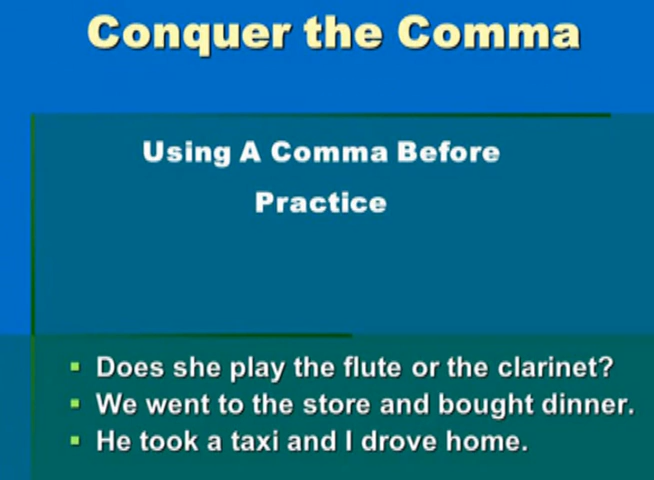 Conquer the Comma
Using A Comma Before
Practice
Does she play the flute or the clarinet?
We went to the store and bought dinner.
He took a taxi and I drove home.